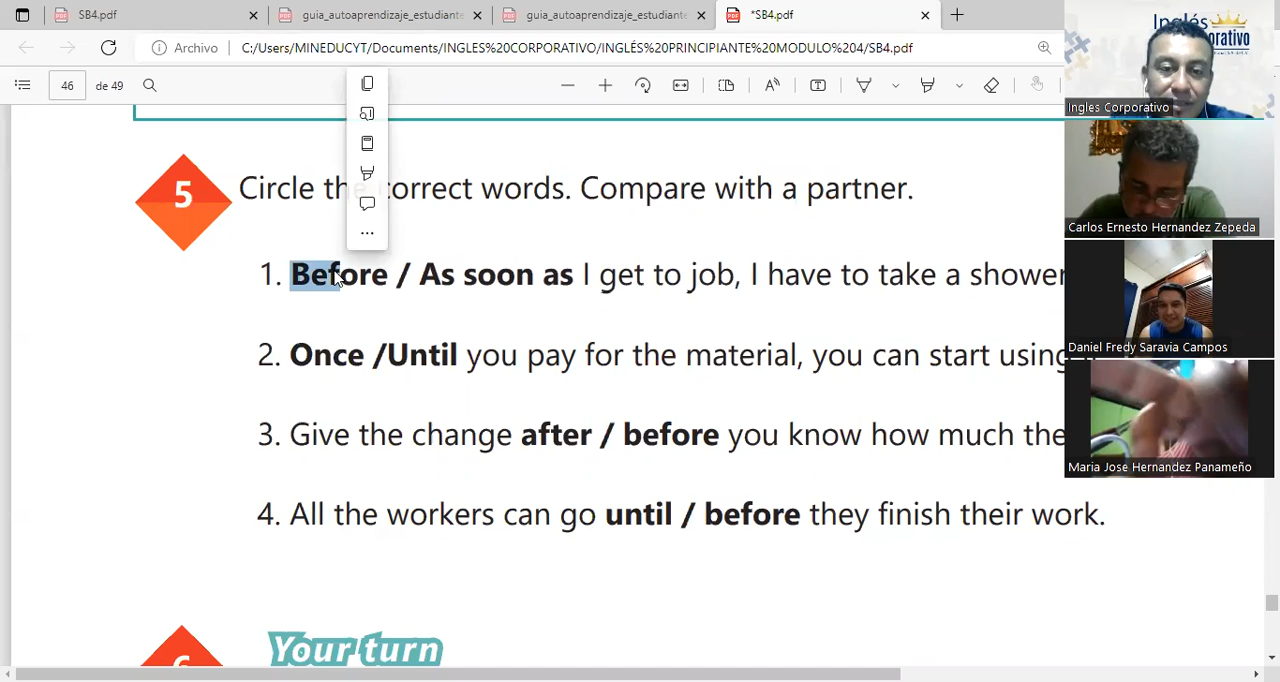 SB4.pdf
guia_autoaprendizaje_estudiante
guia_autoaprendizaje_estudiante
*SB4.pdf
Archivo
C:/Users/MINEDUCYT/Documents/INGLES%20CORPORATIVO/INGLÉS%20PRINCIPIANTE%20MODULO%204/SB4.pdf
46 de 49
Inglés
orativo
Ingles Corporativo
Carlos Ernesto Hernandez Zepeda
Daniel Fredy Saravia Campos
Maria Jose Hernandez Panameño
5 Circle the correct words. Compare with a partner.
1. Before / As soon as I get to job, I have to take a shower
2. Once /Until you pay for the material, you can start using
3. Give the change after / before you know how much the
4. All the workers can go until / before they finish their work.
6 Your turn